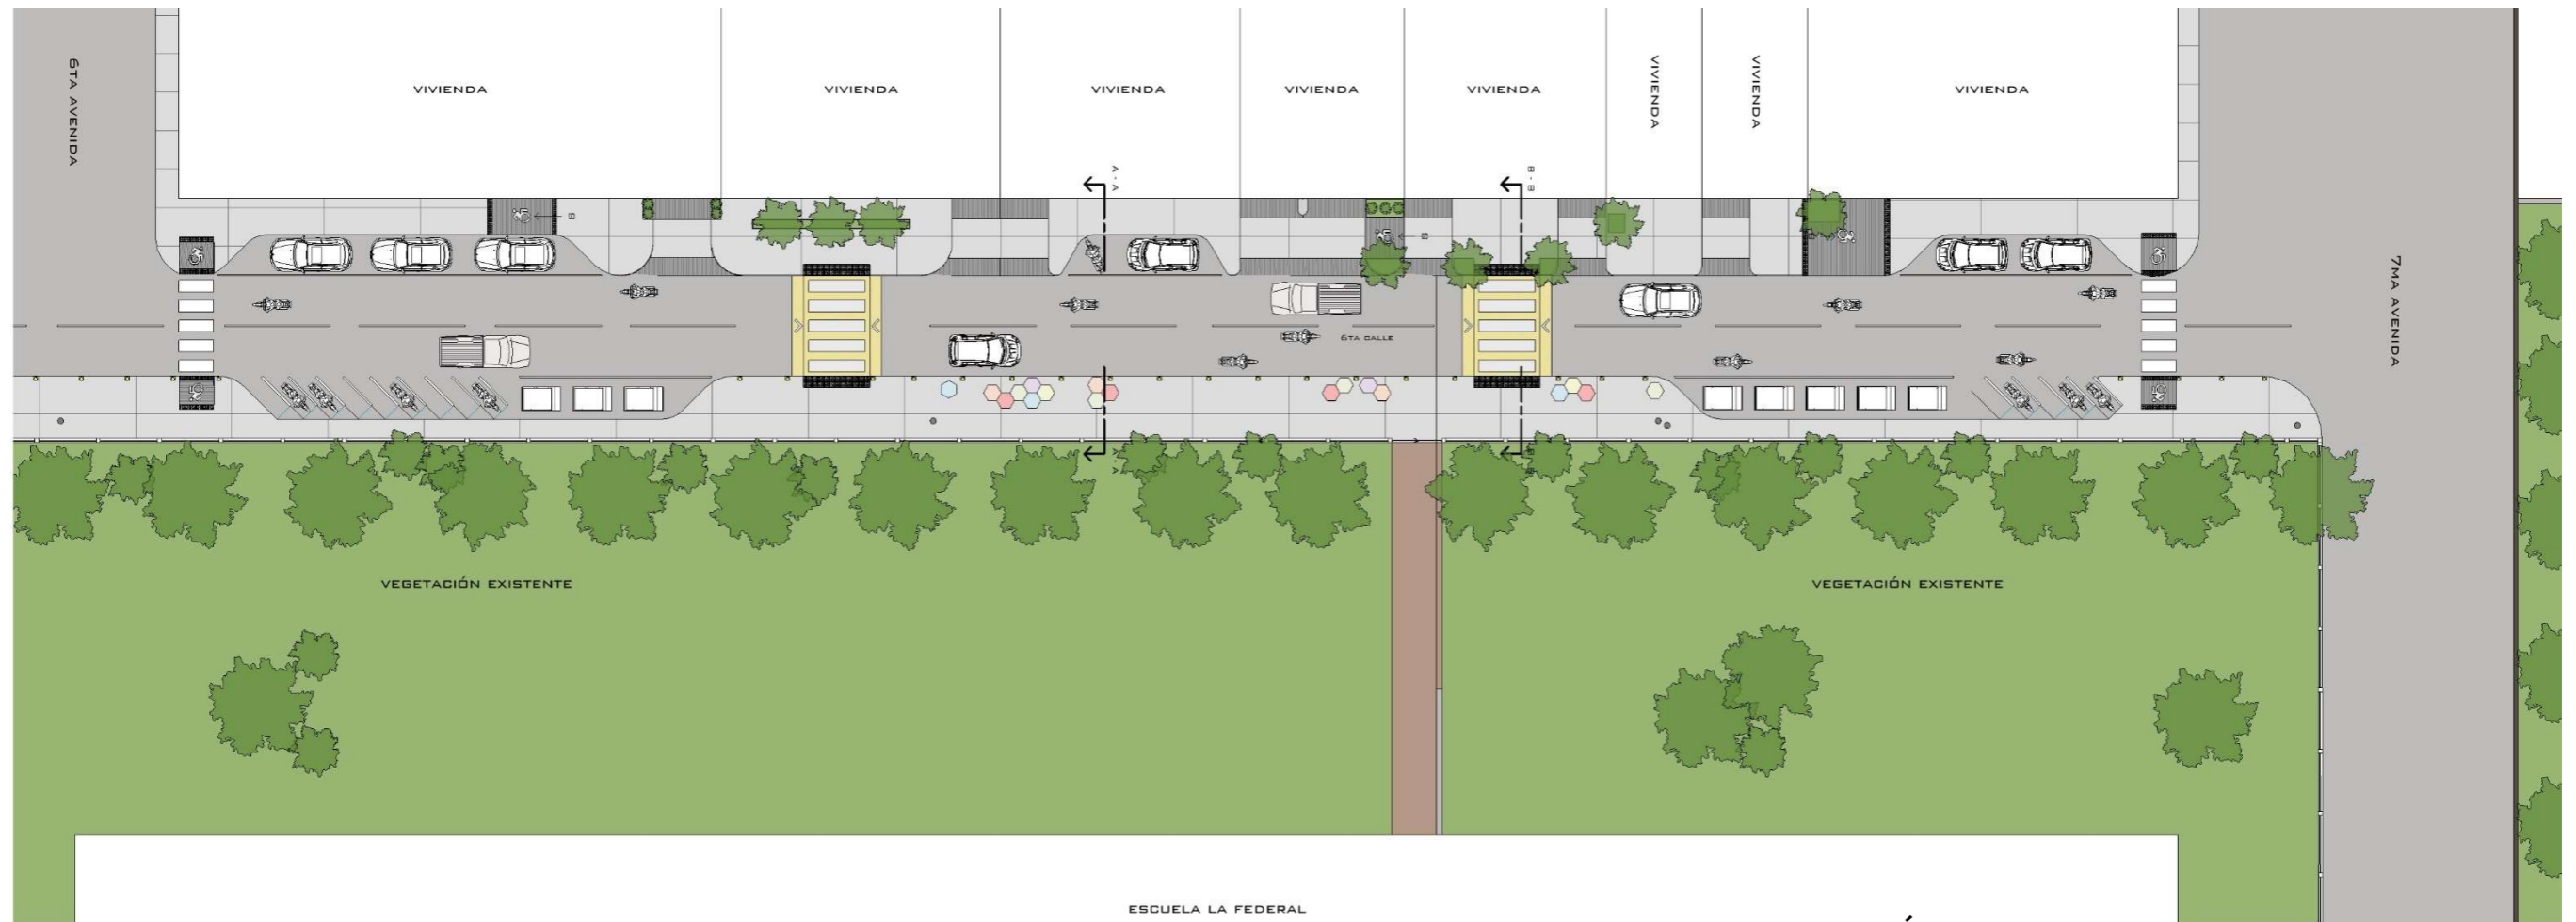 6TA AVENIDA
VIVIENDA
VIVIENDA
VIVIENDA
VIVIENDA
VIVIENDA
VIVIENDA
VIVIENDA
VIVIENDA
A-A
B-B
S
S
6TA CALLE
7MA AVENIDA
VEGETACIÓN EXISTENTE
VEGETACIÓN EXISTENTE
ESCUELA LA FEDERAL